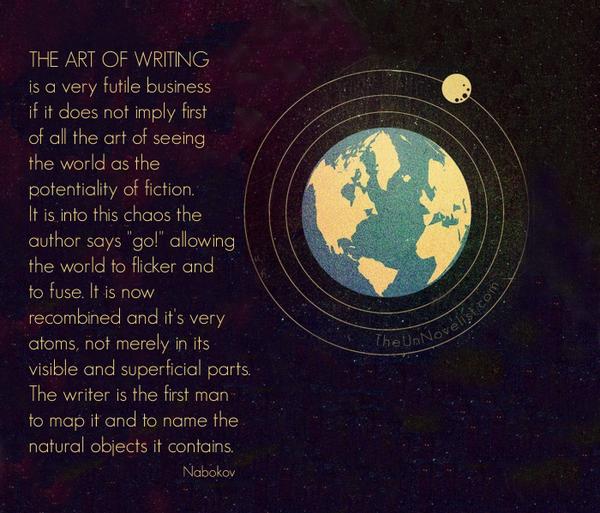 THE ART OF WRITING
is a very futile business
if it does not imply first
of all the art of seeing
the world as the
potentiality of fiction.
It is into this chaos the
author says "go!" allowing
the world to flicker and
to fuse. It is now
recombined and it's very
atoms, not merely in its
visible and superficial parts.
The writer is the first man
to map it and to name the
natural objects it contains.
Nabokov
TheUnNovelist.com